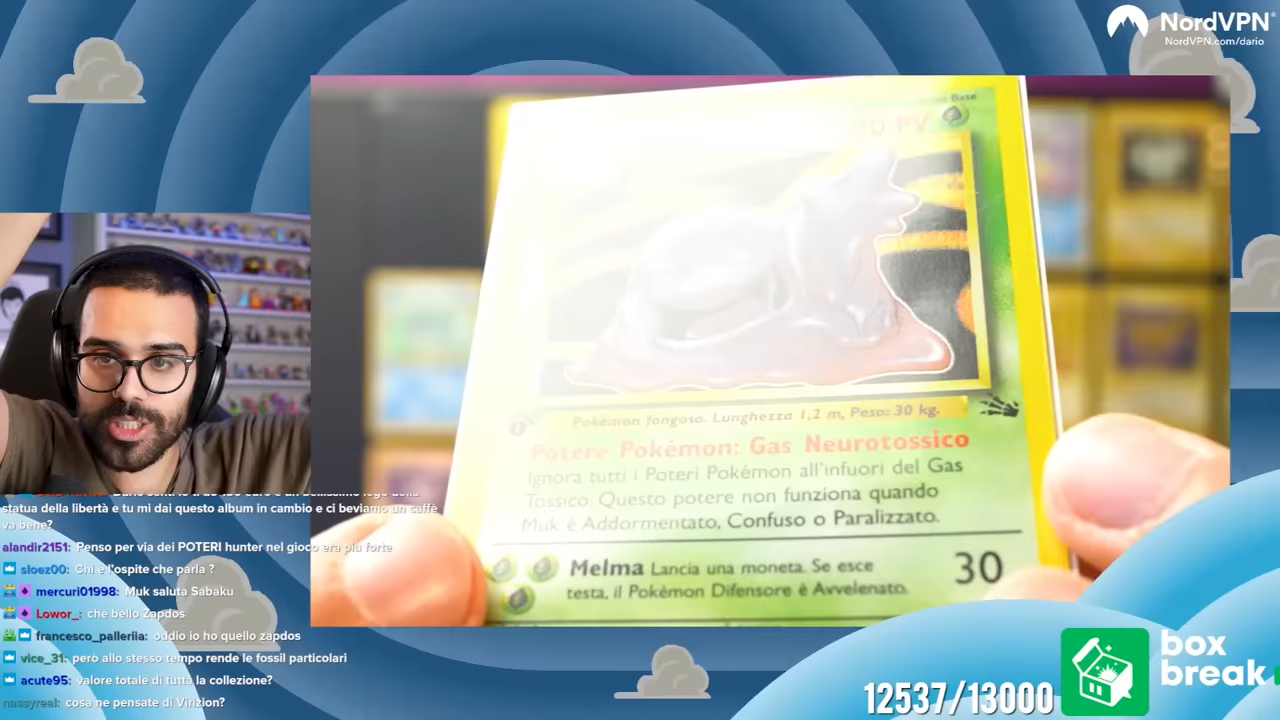 NordVPN®
NordVPN.com/dario
Base
PV
Pokémon fangoso. Lunghezza 1,2 m, Peso: 30 kg.
Potere Pokémon: Gas Neurotossico
Ignora tutti i Poteri Pokémon all'infuori del Gas
Tossico. Questo potere non funziona quando
Muk è Addormentato, Confuso o Paralizzato.
Melma Lancia una moneta. Se esce
testa, il Pokémon Difensore è Avvelenato.
30
statua della libertà e tu mi dai questo album in cambio e ci beviamo un caffè
va bene?
alandir2151: Penso per via dei POTERI hunter nel gioco era più forte
sloez00: Chi è l'ospite che parla ?
mercuri01998: Muk saluta Sabaku
Lowor_: che bello Zapdos
francesco_palleriia: oddio io ho quello zapdos
vice_31: però allo stesso tempo rende le fossil particolari
acute95: valore totale di tutta la collezione?
nassyreal: cosa ne pensate di Virizion?
12537/13000
box
break